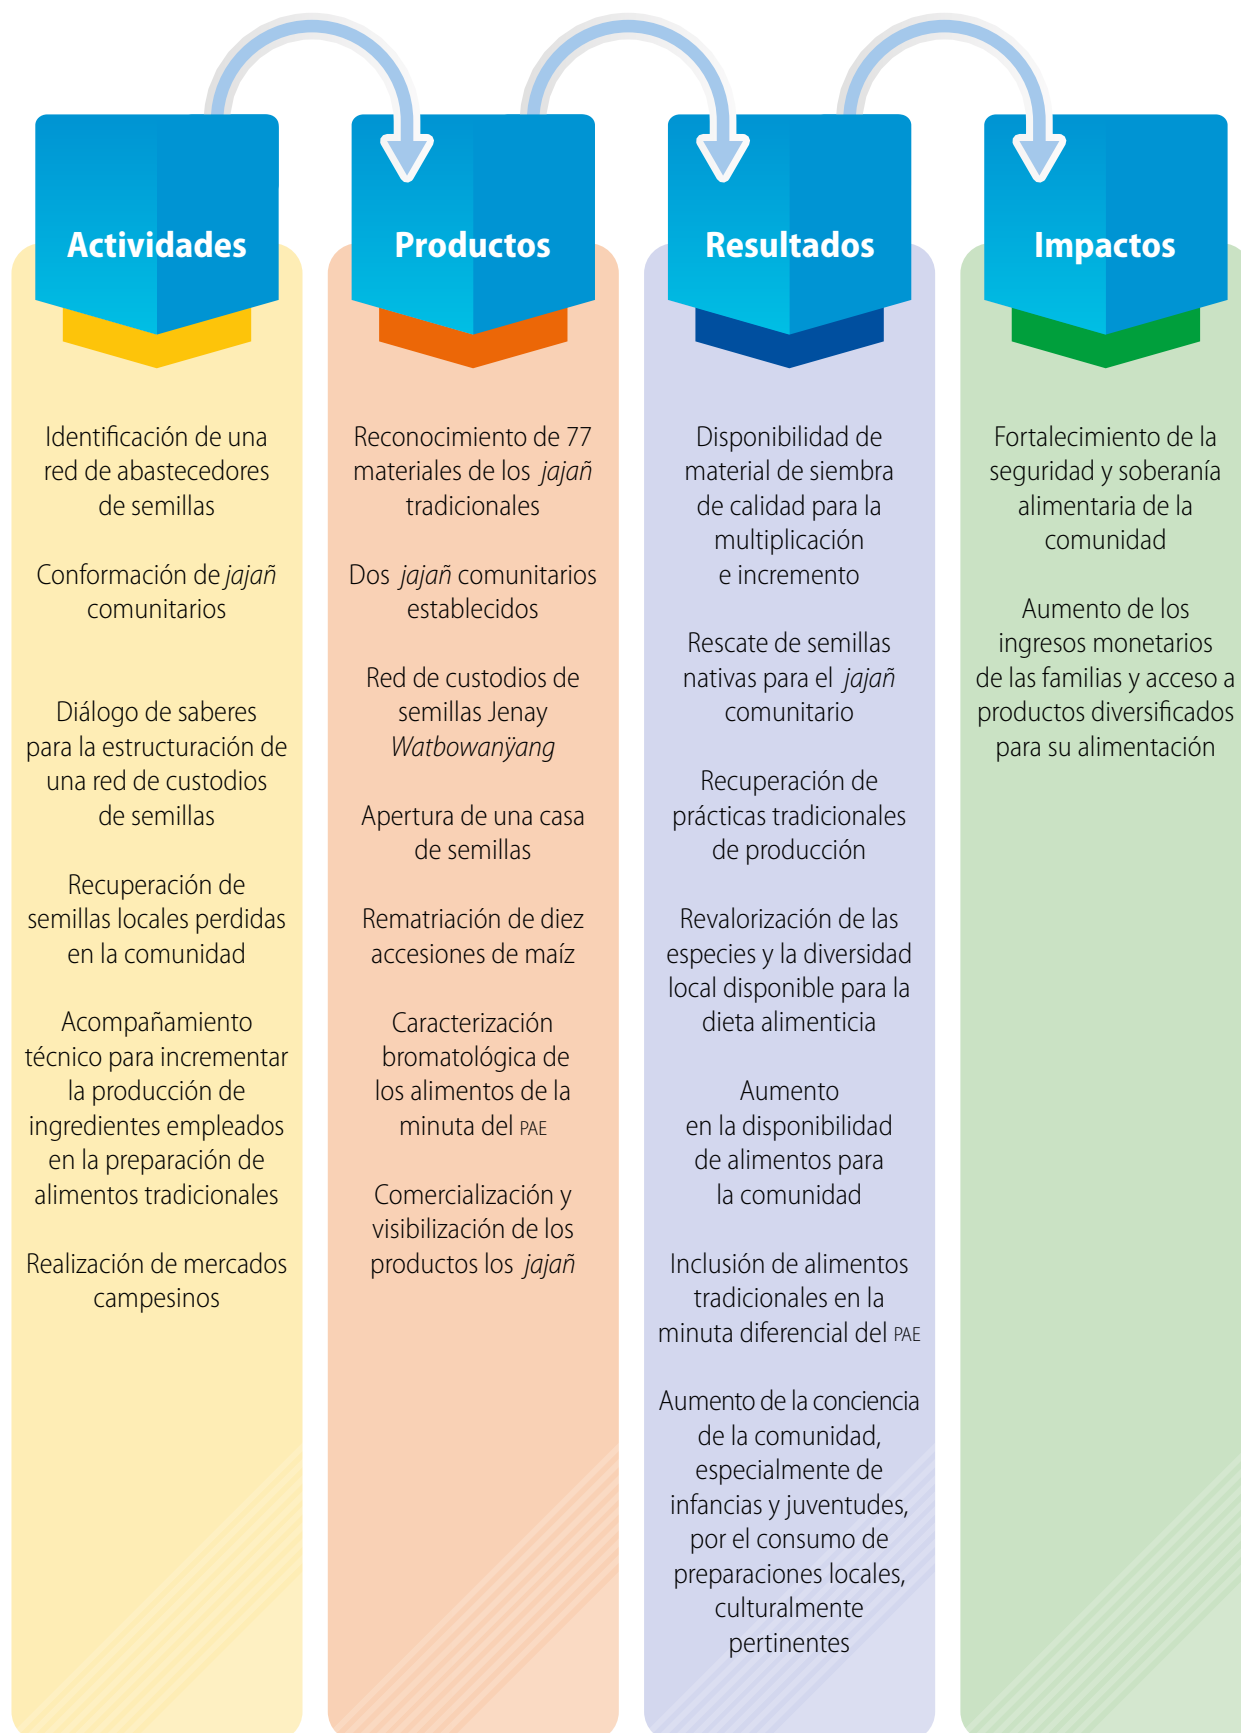 Actividades
Identificación de una
red de abastecedores
de semillas
Conformación de jajañ
comunitarios
Diálogo de saberes
para la estructuración de
una red de custodios
de semillas
Recuperación de
semillas locales perdidas
en la comunidad
Acompañamiento
técnico para incrementar
la producción de
ingredientes empleados
en la preparación de
alimentos tradicionales
Realización de mercados
campesinos
Productos
Reconocimiento de 77
materiales de los jajañ
tradicionales
Dos jajañ comunitarios
establecidos
Red de custodios de
semillas Jenay
Watbowanÿang
Apertura de una casa
de semillas
Rematriación de diez
accesiones de maíz
Caracterización
bromatológica de
los alimentos de la
minuta del PAE
Comercialización y
visibilización de los
productos los jajañ
Resultados
Disponibilidad de
material de siembra
de calidad para la
multiplicación
e incremento
Rescate de semillas
nativas para el jajañ
comunitario
Recuperación de
prácticas tradicionales
de producción
Revalorización de las
especies y la diversidad
local disponible para la
dieta alimenticia
Aumento
en la disponibilidad
de alimentos para
la comunidad
Inclusión de alimentos
tradicionales en la
minuta diferencial del PAE
Aumento de la conciencia
de la comunidad,
especialmente de
infancias y juventudes,
por el consumo de
preparaciones locales,
culturalmente
pertinentes
Impactos
Fortalecimiento de la
seguridad y soberanía
alimentaria de la
comunidad
Aumento de los
ingresos monetarios
de las familias y acceso a
productos diversificados
para su alimentación